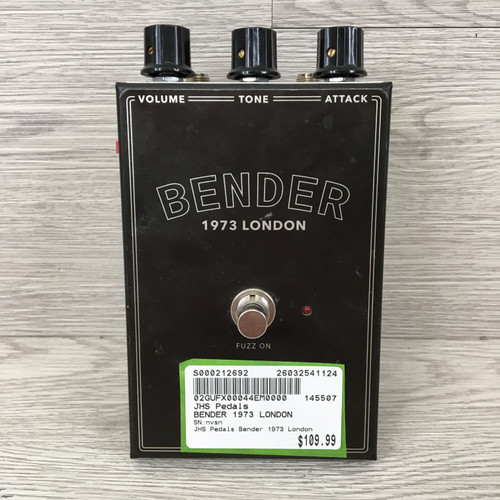 VOLUME TONE ATTACK
BENDER
1973 LONDON
FUZZ ON
S000212692 26032541124
02GUFX00044EM0000 145507
JHS Pedals
BENDER 1973 LONDON
SN:nvsn
JHS Pedals Bender 1973 London
$109.99